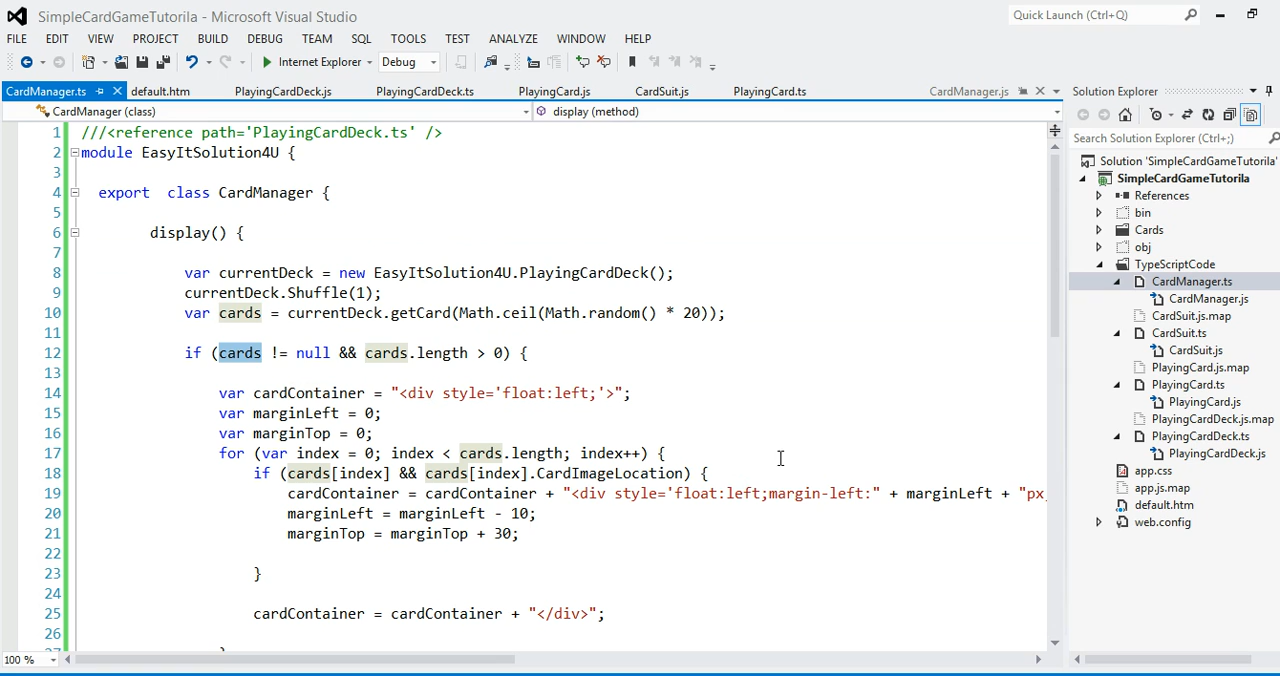 SimpleCardGameTutorila - Microsoft Visual Studio
Quick Launch (Ctrl+Q)
FILE EDIT VIEW PROJECT BUILD DEBUG TEAM SQL TOOLS TEST ANALYZE WINDOW HELP
Internet Explorer Debug
CardManager.ts default.htm PlayingCardDeck.js PlayingCardDeck.ts PlayingCard.js CardSuit.js PlayingCard.ts CardManager.js
CardManager (class) display (method)
1 ///<reference path='PlayingCardDeck.ts' />
2 module EasyItSolution4U {
3
4 export class CardManager {
5
6 display() {
7
8 var currentDeck = new EasyItSolution4U.PlayingCardDeck();
9 currentDeck.Shuffle(1);
10 var cards = currentDeck.getCard(Math.ceil(Math.random() * 20));
11
12 if (cards != null && cards.length > 0) {
13
14 var cardContainer = "<div style='float:left;'>";
15 var marginLeft = 0;
16 var marginTop = 0;
17 for (var index = 0; index < cards.length; index++) {
18 if (cards[index] && cards[index].CardImageLocation) {
19 cardContainer = cardContainer + "<div style='float:left;margin-left:" + marginLeft + "px
20 marginLeft = marginLeft - 10;
21 marginTop = marginTop + 30;
22
23 }
24
25 cardContainer = cardContainer + "</div>";
26
100 %
Solution Explorer
Search Solution Explorer (Ctrl+;)
Solution 'SimpleCardGameTutorila'
SimpleCardGameTutorila
References
bin
Cards
obj
TypeScriptCode
CardManager.ts
CardManager.js
CardSuit.js.map
CardSuit.ts
CardSuit.js
PlayingCard.js.map
PlayingCard.ts
PlayingCard.js
PlayingCardDeck.js.map
PlayingCardDeck.ts
PlayingCardDeck.js
app.css
app.js.map
default.htm
web.config